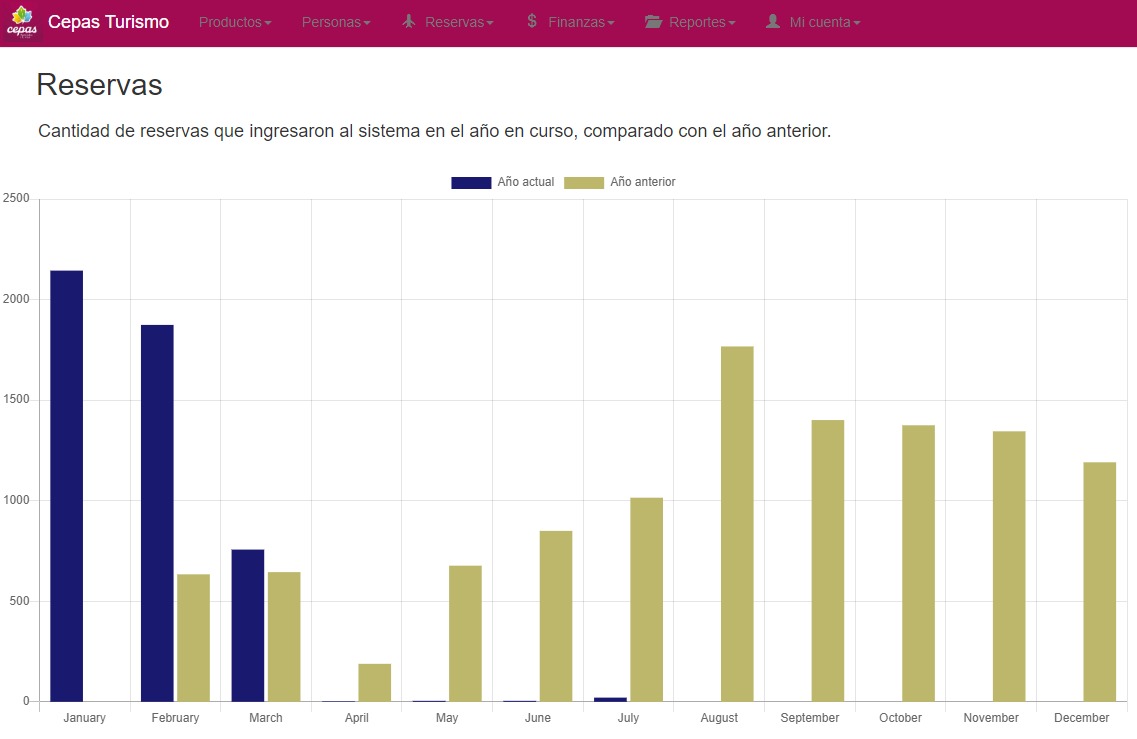 cepas Cepas Turismo Productos Personas Reservas $ Finanzas Reportes Mi cuenta
Reservas
Cantidad de reservas que ingresaron al sistema en el año en curso, comparado con el año anterior.
Año actual Año anterior
2500
2000
1500
1000
500
0
January February March April May June July August September October November December